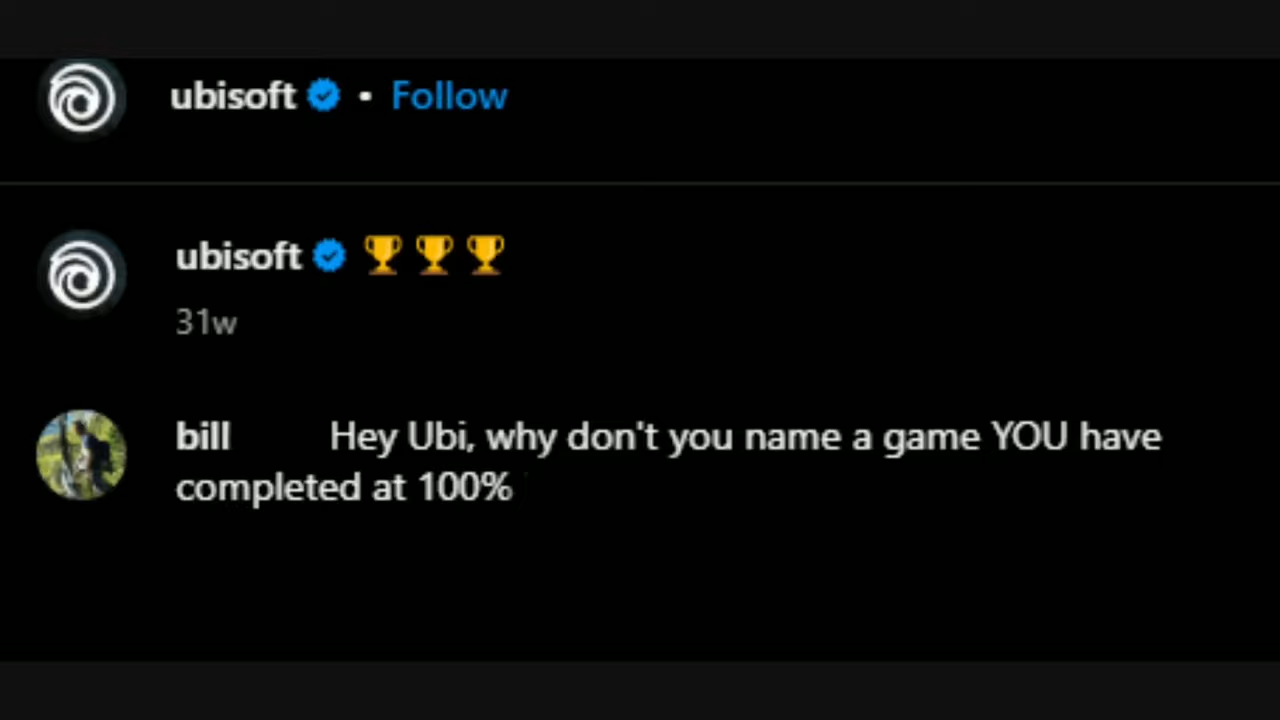 ubisoft • Follow
ubisoft 🏆 🏆 🏆
31w
bill Hey Ubi, why don't you name a game YOU have
completed at 100%